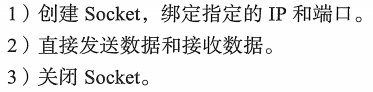 1）创建 Socket，绑定指定的 IP 和端口。
2）直接发送数据和接收数据。
3）关闭 Socket。